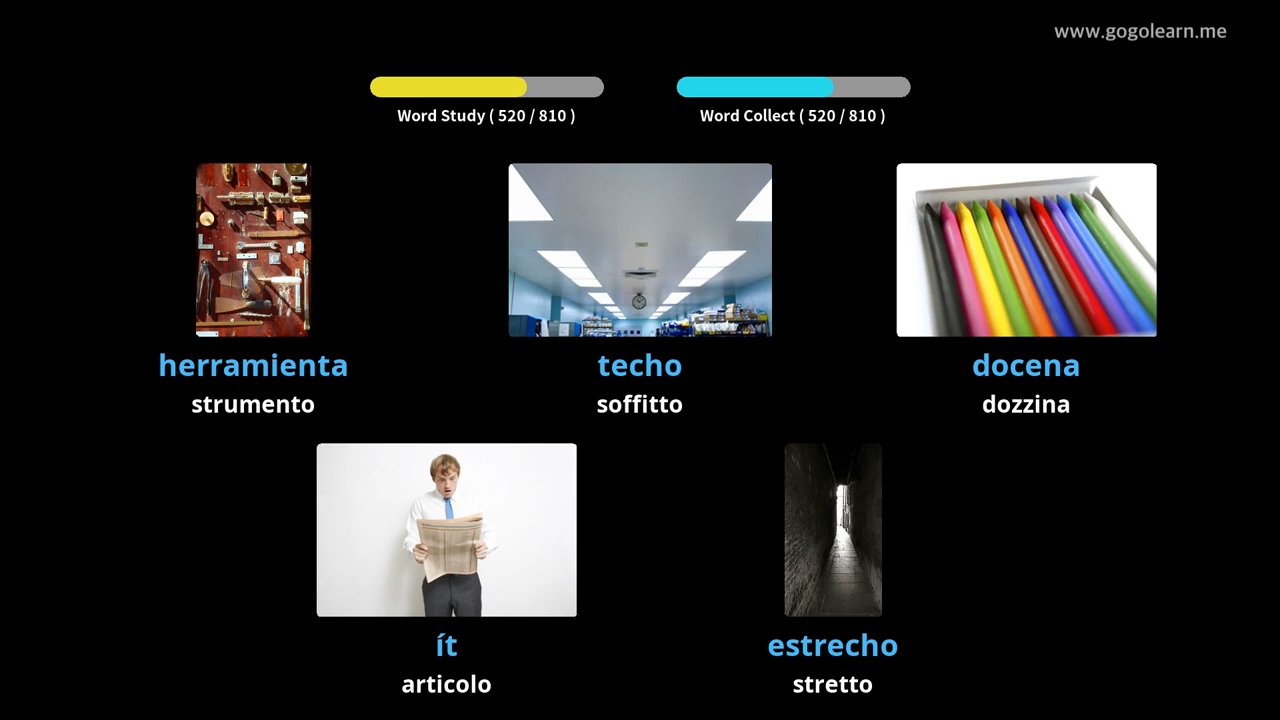 www.gogolearn.me
Word Study ( 520 / 810 )
Word Collect ( 520 / 810 )
herramienta
strumento
techo
soffitto
docena
dozzina
ít
articolo
estrecho
stretto